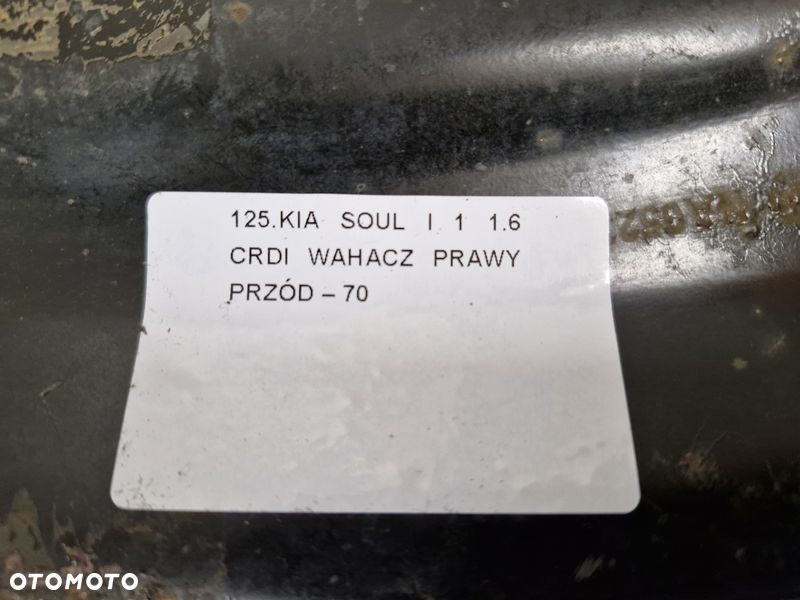 125.KIA SOUL I 1 1.6
CRDI WAHACZ PRAWY
PRZÓD – 70
OTOMOTO